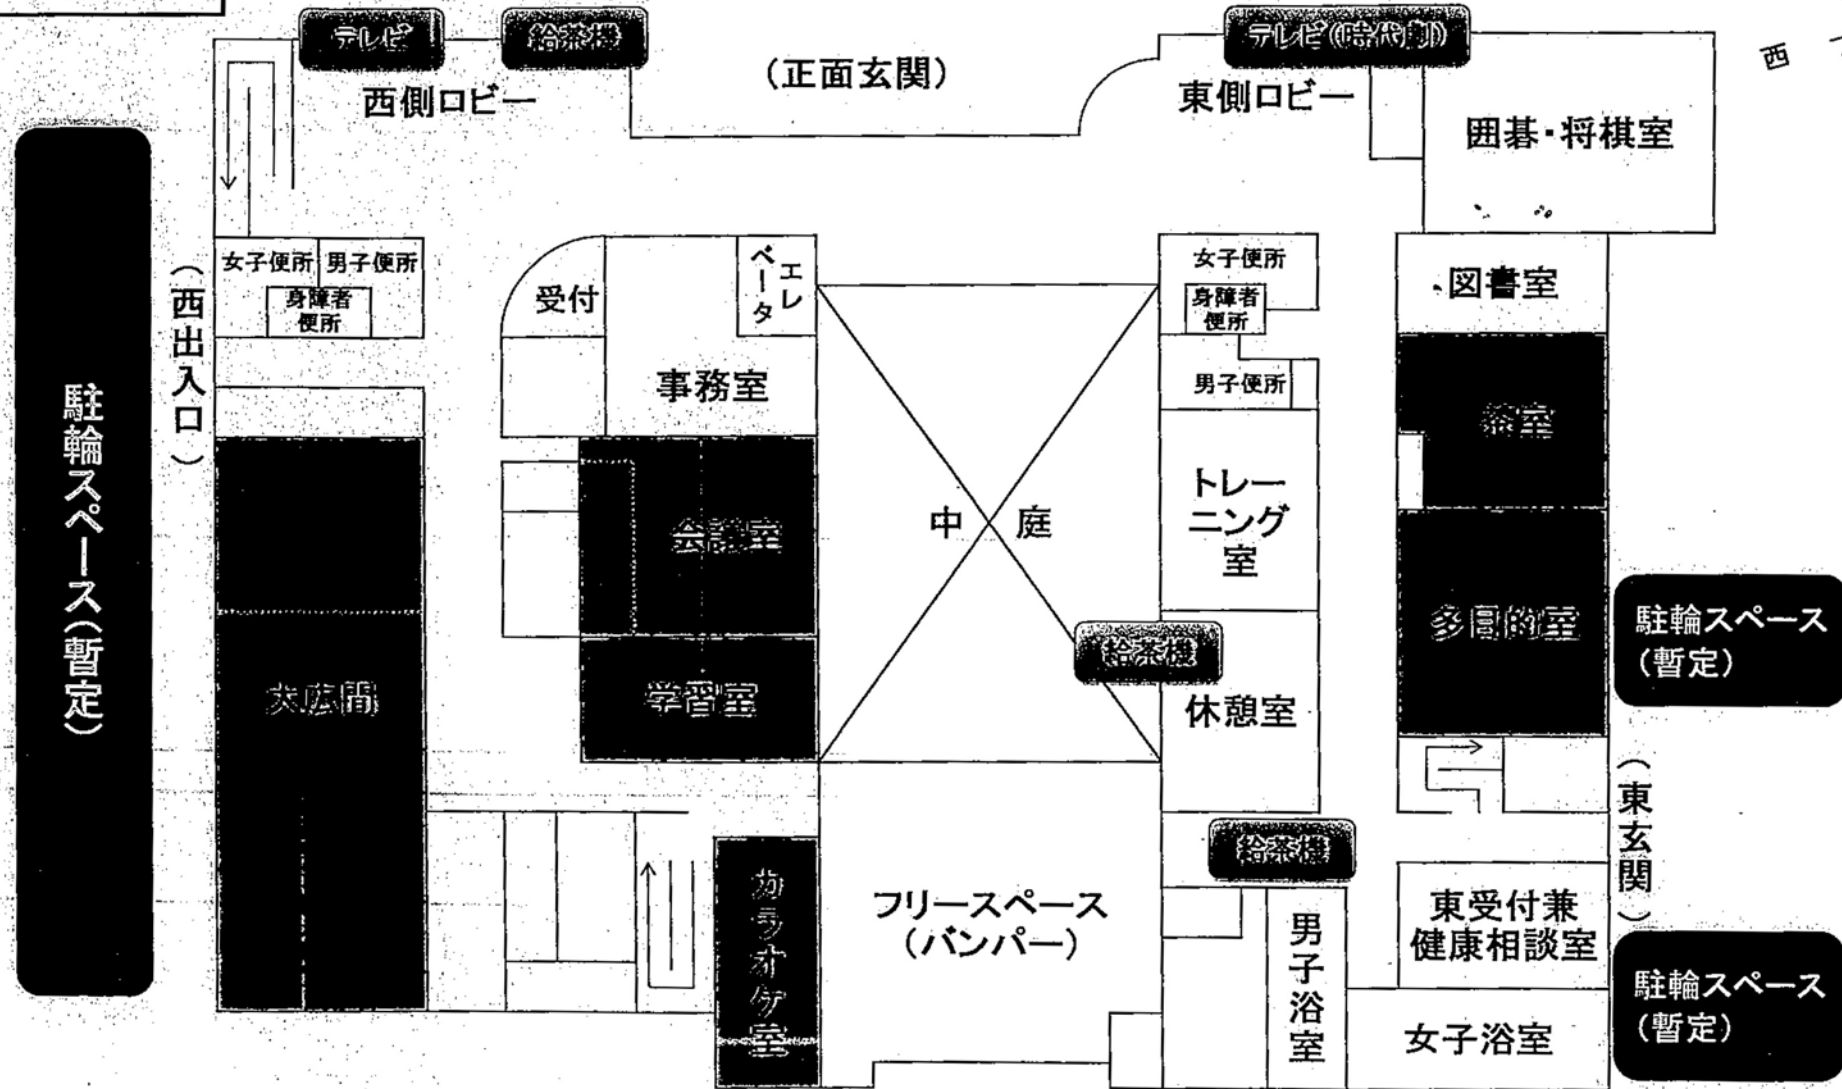 テレビ
給茶機
テレビ(時代劇)
西
西側ロビー
(正面玄関)
東側ロビー
囲碁・将棋室
女子便所
男子便所
身障者
便所
(西出入口)
受付
エレ
ベータ
女子便所
身障者
便所
図書室
駐輪スペース(暫定)
事務室
男子便所
茶室
会議室
中庭
トレー
ニング
室
多目的室
駐輪スペース
(暫定)
大広間
学習室
給茶機
休憩室
(東玄関)
カラオケ室
フリースペース
(バンパー)
給茶機
男子浴室
東受付兼
健康相談室
女子浴室
駐輪スペース
(暫定)